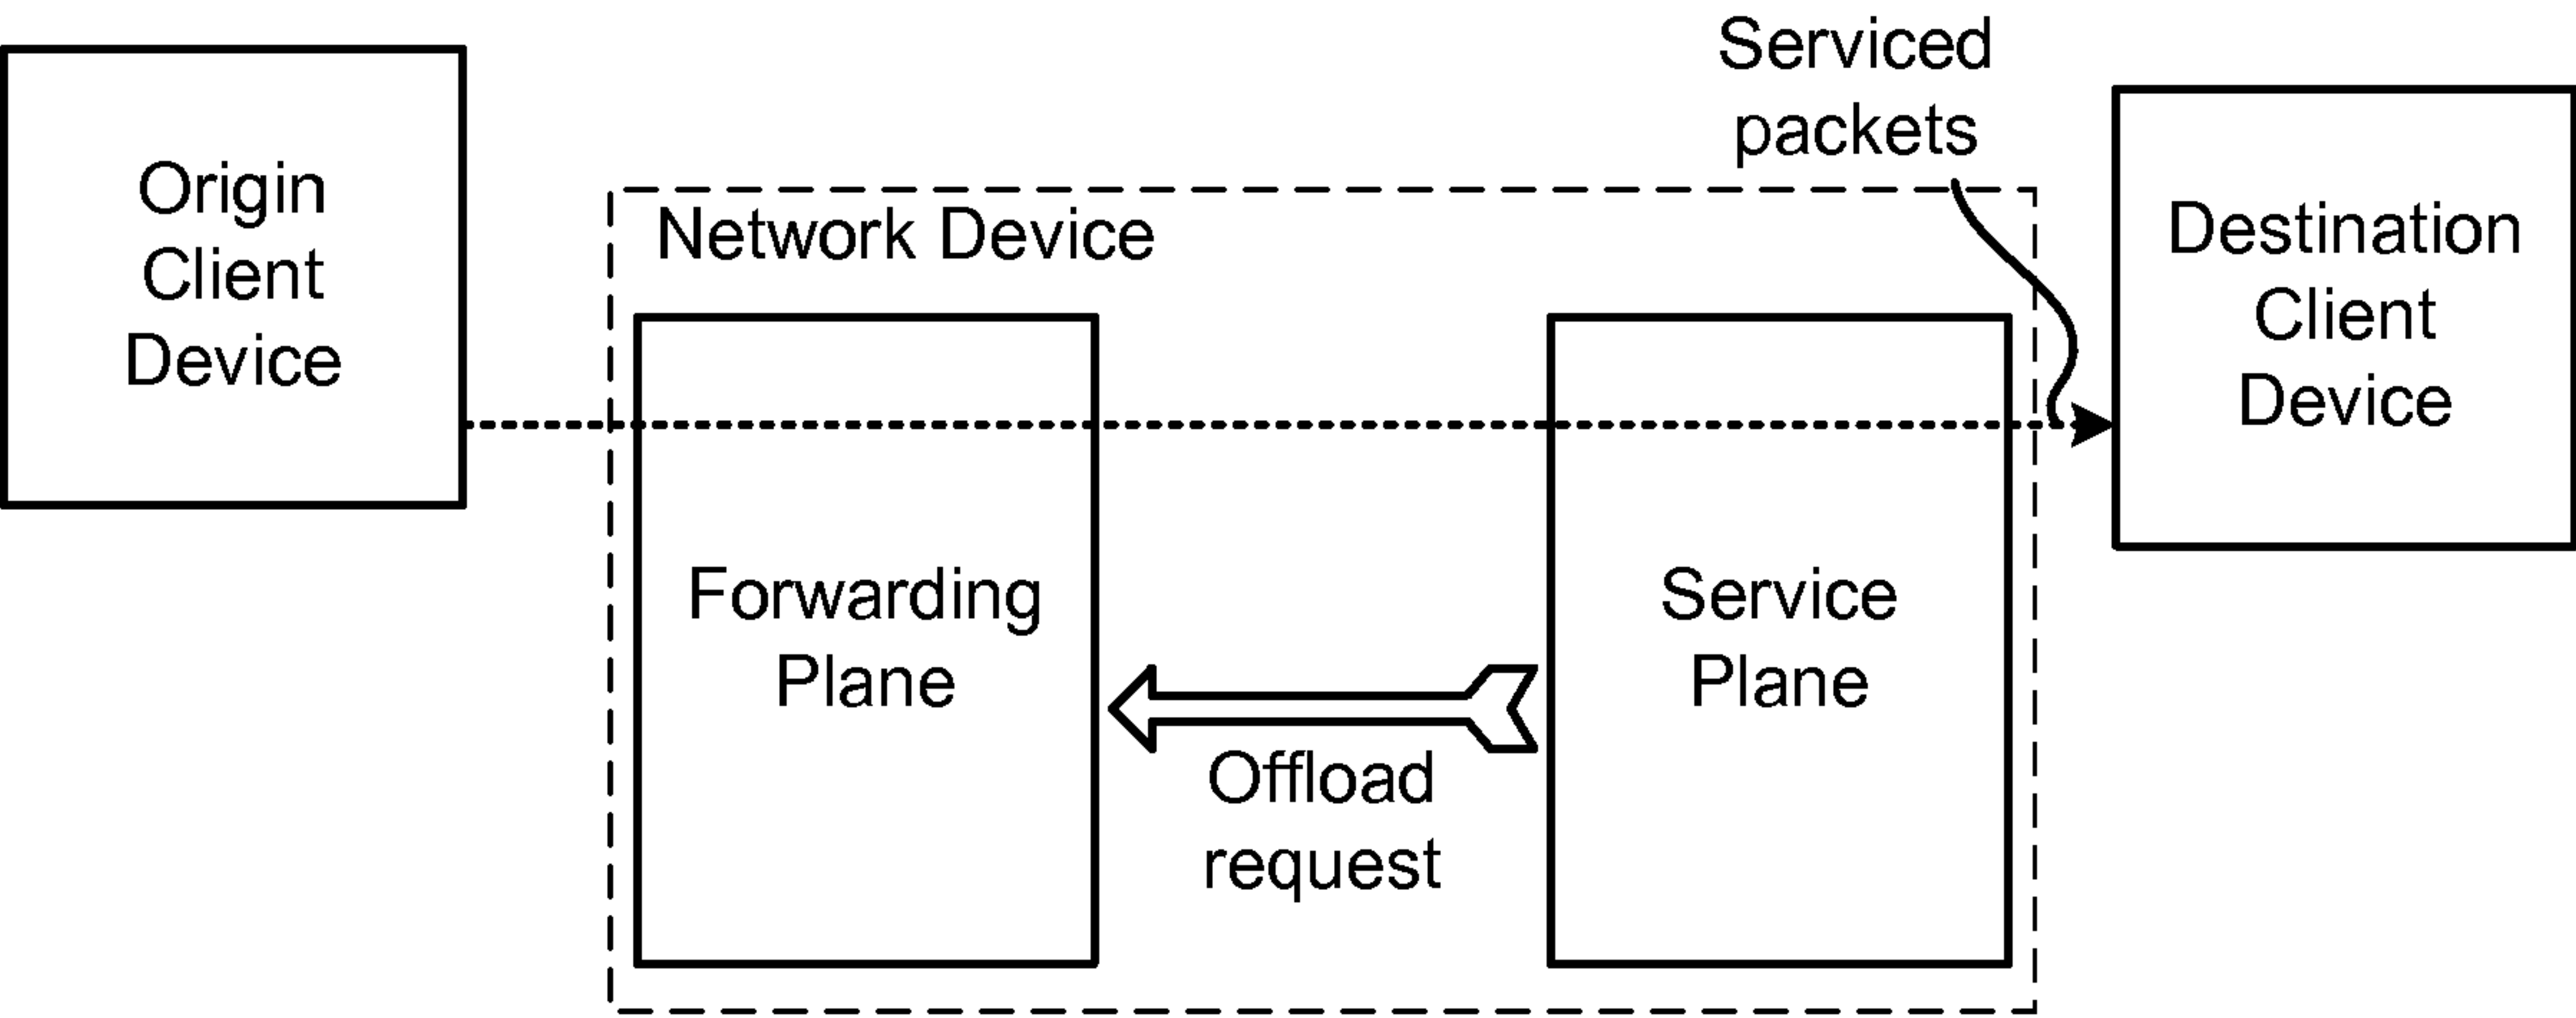 Serviced
packets
Origin
Client
Device
Network Device
Destination
Client
Device
Forwarding
Plane
Service
Plane
Offload
request